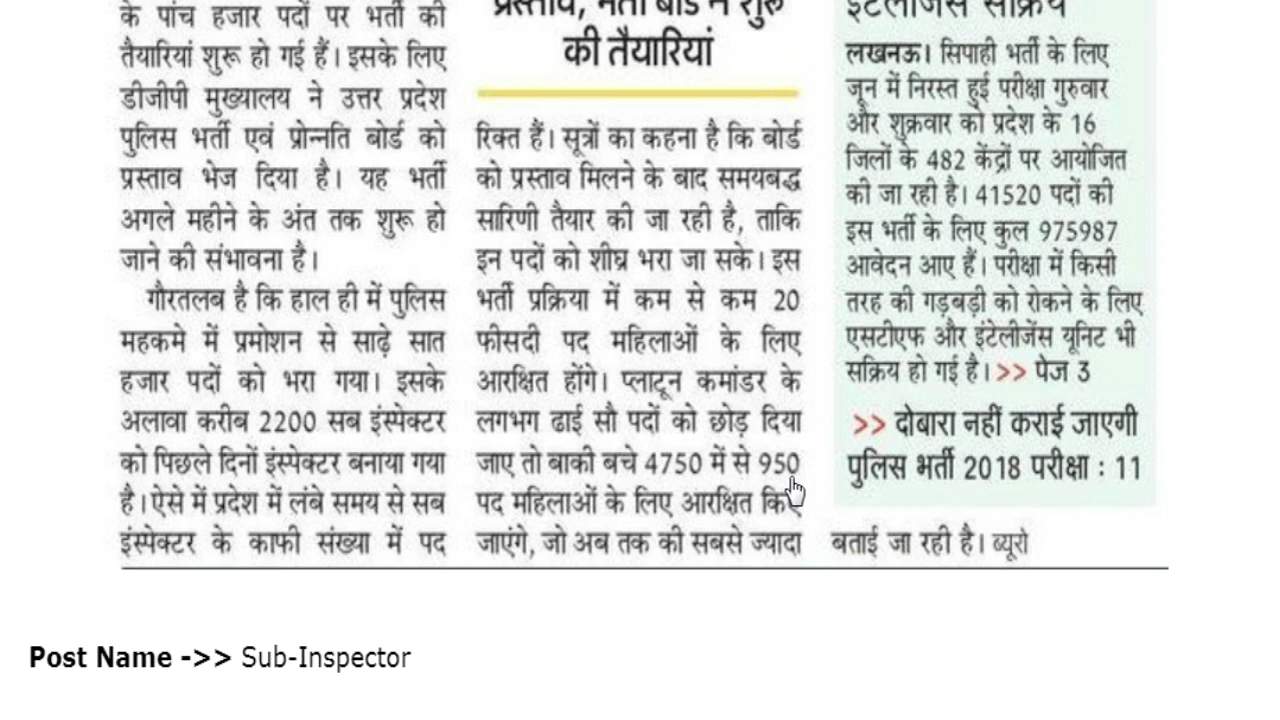 के पांच हजार पदों पर भर्ती की
तैयारियां शुरू हो गई हैं। इसके लिए
डीजीपी मुख्यालय ने उत्तर प्रदेश
पुलिस भर्ती एवं प्रोन्नति बोर्ड को
प्रस्ताव भेज दिया है। यह भर्ती
अगले महीने के अंत तक शुरू हो
जाने की संभावना है।
गौरतलब है कि हाल ही में पुलिस
महकमे में प्रमोशन से साढ़े सात
हजार पदों को भरा गया। इसके
अलावा करीब 2200 सब इंस्पेक्टर
को पिछले दिनों इंस्पेक्टर बनाया गया
है। ऐसे में प्रदेश में लंबे समय से सब
इंस्पेक्टर के काफी संख्या में पद
प्रस्ताव, भर्ती बोर्ड ने शुरू
की तैयारियां
रिक्त हैं। सूत्रों का कहना है कि बोर्ड
को प्रस्ताव मिलने के बाद समयबद्ध
सारिणी तैयार की जा रही है, ताकि
इन पदों को शीघ्र भरा जा सके। इस
भर्ती प्रक्रिया में कम से कम 20
फीसदी पद महिलाओं के लिए
आरक्षित होंगे। प्लाटून कमांडर के
लगभग ढाई सौ पदों को छोड़ दिया
जाए तो बाकी बचे 4750 में से 950
पद महिलाओं के लिए आरक्षित किए
जाएंगे, जो अब तक की सबसे ज्यादा
बताई जा रही है। ब्यूरो
इंटेलीजेंस सक्रिय
लखनऊ। सिपाही भर्ती के लिए
जून में निरस्त हुई परीक्षा गुरुवार
और शुक्रवार को प्रदेश के 16
जिलों के 482 केंद्रों पर आयोजित
की जा रही है। 41520 पदों की
इस भर्ती के लिए कुल 975987
आवेदन आए हैं। परीक्षा में किसी
तरह की गड़बड़ी को रोकने के लिए
एसटीएफ और इंटेलीजेंस यूनिट भी
सक्रिय हो गई है। >> पेज 3
>> दोबारा नहीं कराई जाएगी
पुलिस भर्ती 2018 परीक्षा : 11
Post Name ->> Sub-Inspector